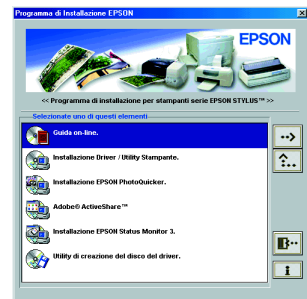 Programma di Installazione EPSON
EPSON
<< Programma di installazione per stampanti serie EPSON STYLUS™ >>
Selezionate uno di questi elementi
Guida on-line.
Installazione Driver / Utility Stampante.
Installazione EPSON PhotoQuicker.
Adobe® ActiveShare™
Installazione EPSON Status Monitor 3.
Utility di creazione del disco del driver.